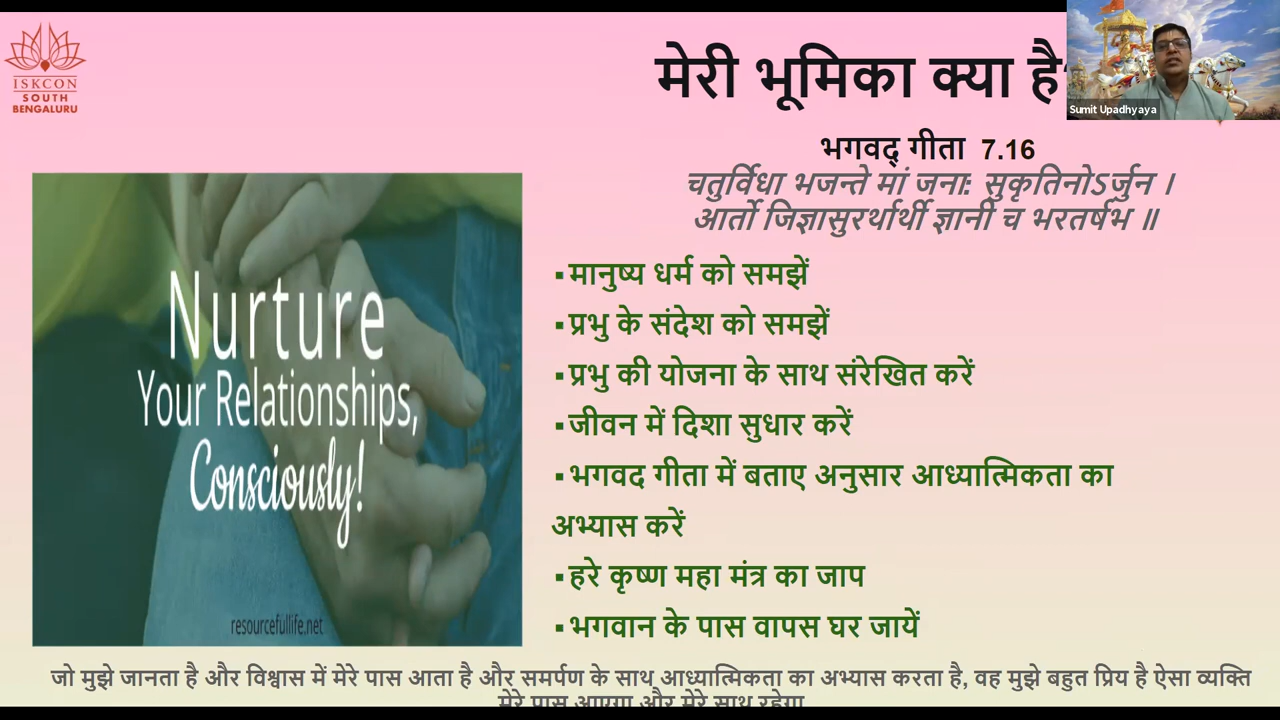 ISKCON
SOUTH
BENGALURU
मेरी भूमिका क्या है
Sumit Upadhyaya
भगवद् गीता 7.16
चतुर्विधा भजन्ते मां जना: सुकृतिनोऽर्जुन ।
आर्तो जिज्ञासुरर्थार्थी ज्ञानी च भरतर्षभ ॥
Nurture
Your Relationships,
Consciously!
resourcefullife.net
▪मानुष्य धर्म को समझें
▪प्रभु के संदेश को समझें
▪प्रभु की योजना के साथ संरेखित करें
▪जीवन में दिशा सुधार करें
▪भगवद गीता में बताए अनुसार आध्यात्मिकता का
अभ्यास करें
▪हरे कृष्ण महा मंत्र का जाप
▪भगवान के पास वापस घर जायें
जो मुझे जानता है और विश्वास में मेरे पास आता है और समर्पण के साथ आध्यात्मिकता का अभ्यास करता है, वह मुझे बहुत प्रिय है ऐसा व्यक्ति
मेरे पास आएगा और मेरे साथ रहेगा